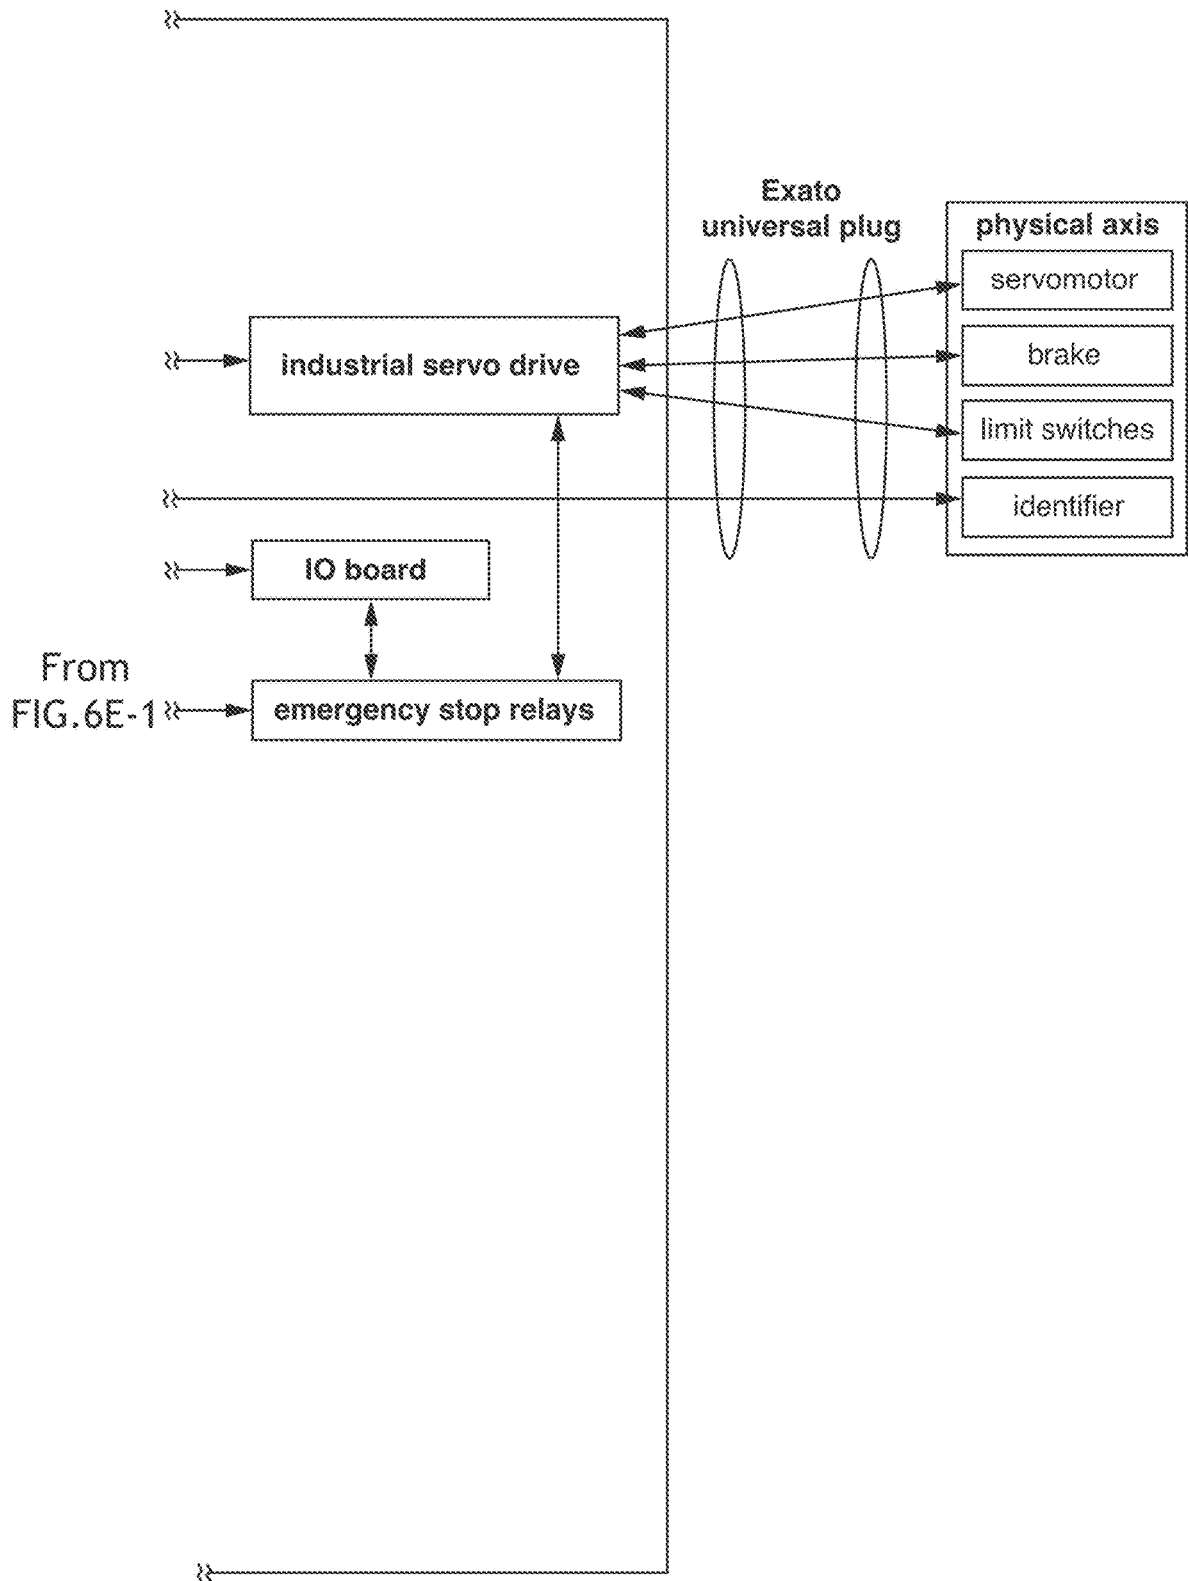 Exato
universal plug
physical axis
servomotor
industrial servo drive
brake
limit switches
identifier
IO board
From
FIG.6E-1
emergency stop relays